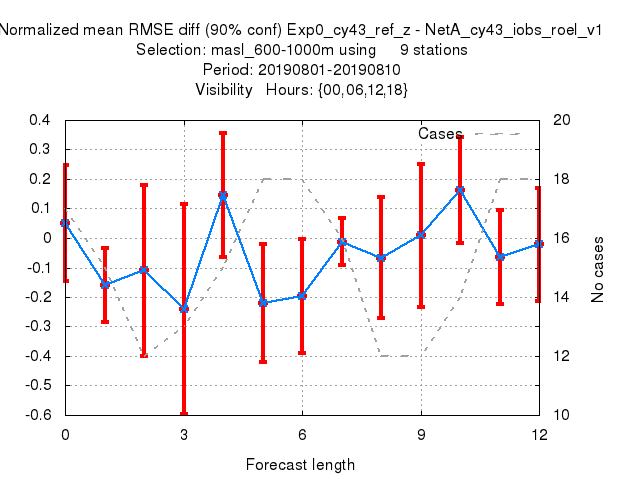 Normalized mean RMSE diff (90% conf) Exp0_cy43_ref_z - NetA_cy43_iobs_roel_v1
Selection: masl_600-1000m using 9 stations
Period: 20190801-20190810
Visibility Hours: {00,06,12,18}
0.4
0.3
0.2
0.1
0
-0.1
-0.2
-0.3
-0.4
-0.5
-0.6
Cases
20
18
16
14
12
10
No cases
0 3 6 9 12
Forecast length